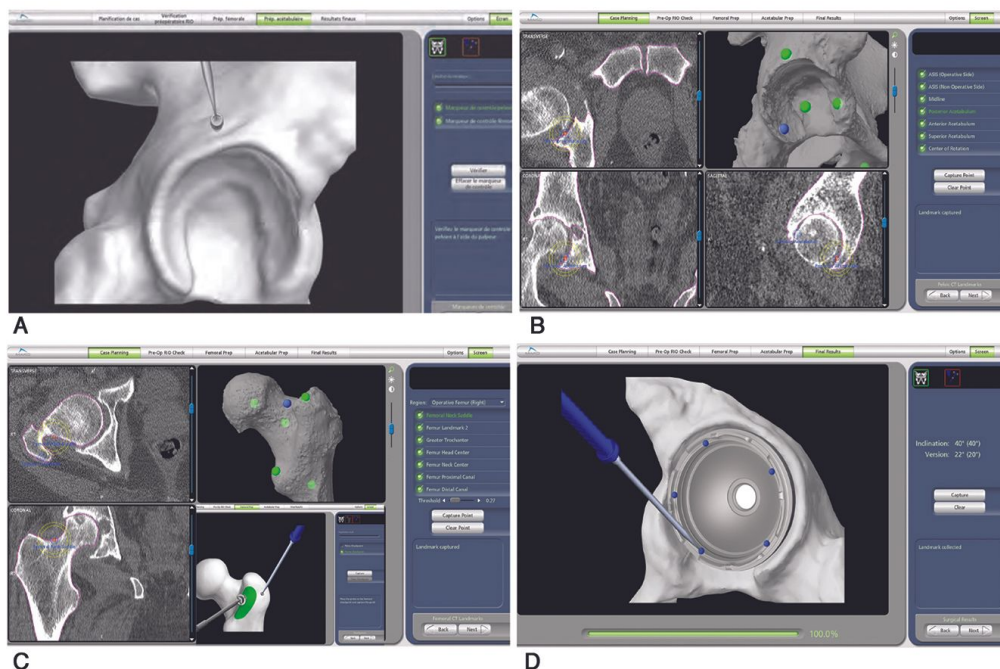 Planification de cas
Vérification préopératoire RIO
Prép. Fémorale
Prép. acétabulaire
Résultats finaux
Options
Écran
Vérifier
Effacer le marqueur de contrôle
A
Case Planning
Pre-Op RIO Check
Femoral Prep
Acetabular Prep
Final Results
Options
Screen
TRANSVERSE
CORONAL
SAGITTAL
ASIS (Operative Side)
ASIS (Non Operative Side)
Midline
Posterior Acetabulum
Anterior Acetabulum
Superior Acetabulum
Center of Rotation
Capture Point
Clear Point
Landmark captured
Pelvis CT Landmarks
Back
Next
B
Case Planning
Pre-Op RIO Check
Femoral Prep
Acetabular Prep
Final Results
Options
Screen
TRANSVERSE
CORONAL
Region: Operative Femur (Right)
Femoral Neck Saddle
Femur Landmark 2
Greater Trochanter
Femur Head Center
Femur Neck Center
Femur Proximal Canal
Femur Distal Canal
Threshold
Capture Point
Clear Point
Landmark captured
Femoral CT Landmarks
Back
Next
C
Case Planning
Pre-Op RIO Check
Femoral Prep
Acetabular Prep
Final Results
Options
Screen
Inclination: 40° (40°)
Version: 22° (20°)
Capture
Clear
Landmark collected
100.0%
Surgical Results
Back
Next
D